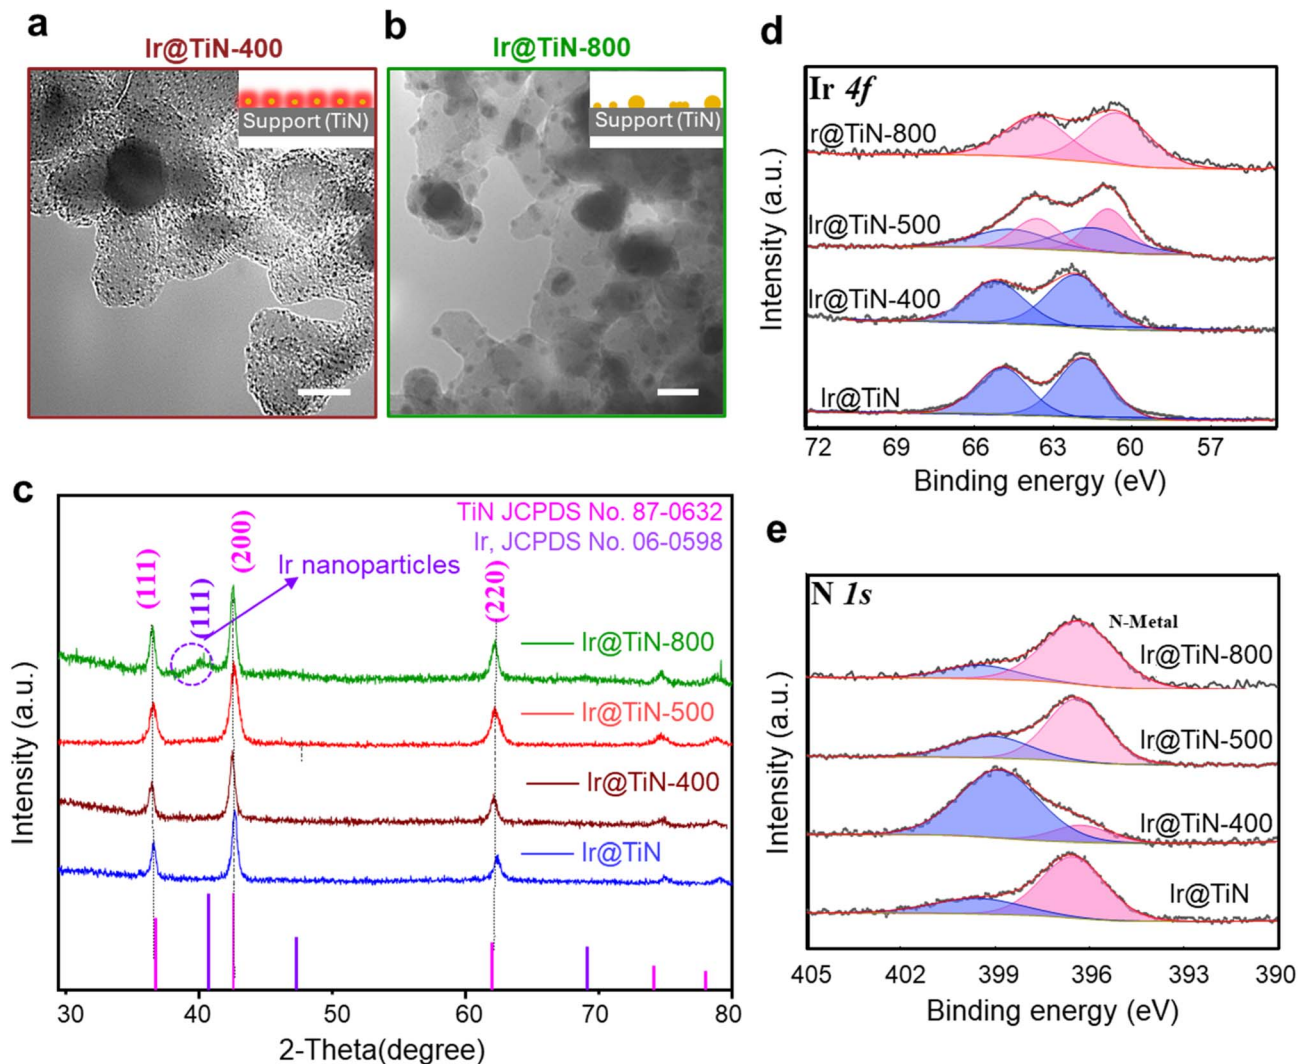 a
Ir@TiN-400
Support (TiN)
b
Ir@TiN-800
Support (TiN)
c
TiN JCPDS No. 87-0632
Ir, JCPDS No. 06-0598
(111)
(111)
(200)
(220)
Ir nanoparticles
Ir@TiN-800
Ir@TiN-500
Ir@TiN-400
Ir@TiN
Intensity (a.u.)
30 40 50 60 70 80
2-Theta(degree)
d
Ir 4f
r@TiN-800
Ir@TiN-500
Ir@TiN-400
Ir@TiN
Intensity (a.u.)
72 69 66 63 60 57
Binding energy (eV)
e
N 1s
N-Metal
Ir@TiN-800
Ir@TiN-500
Ir@TiN-400
Ir@TiN
Intensity (a.u.)
405 402 399 396 393 390
Binding energy (eV)